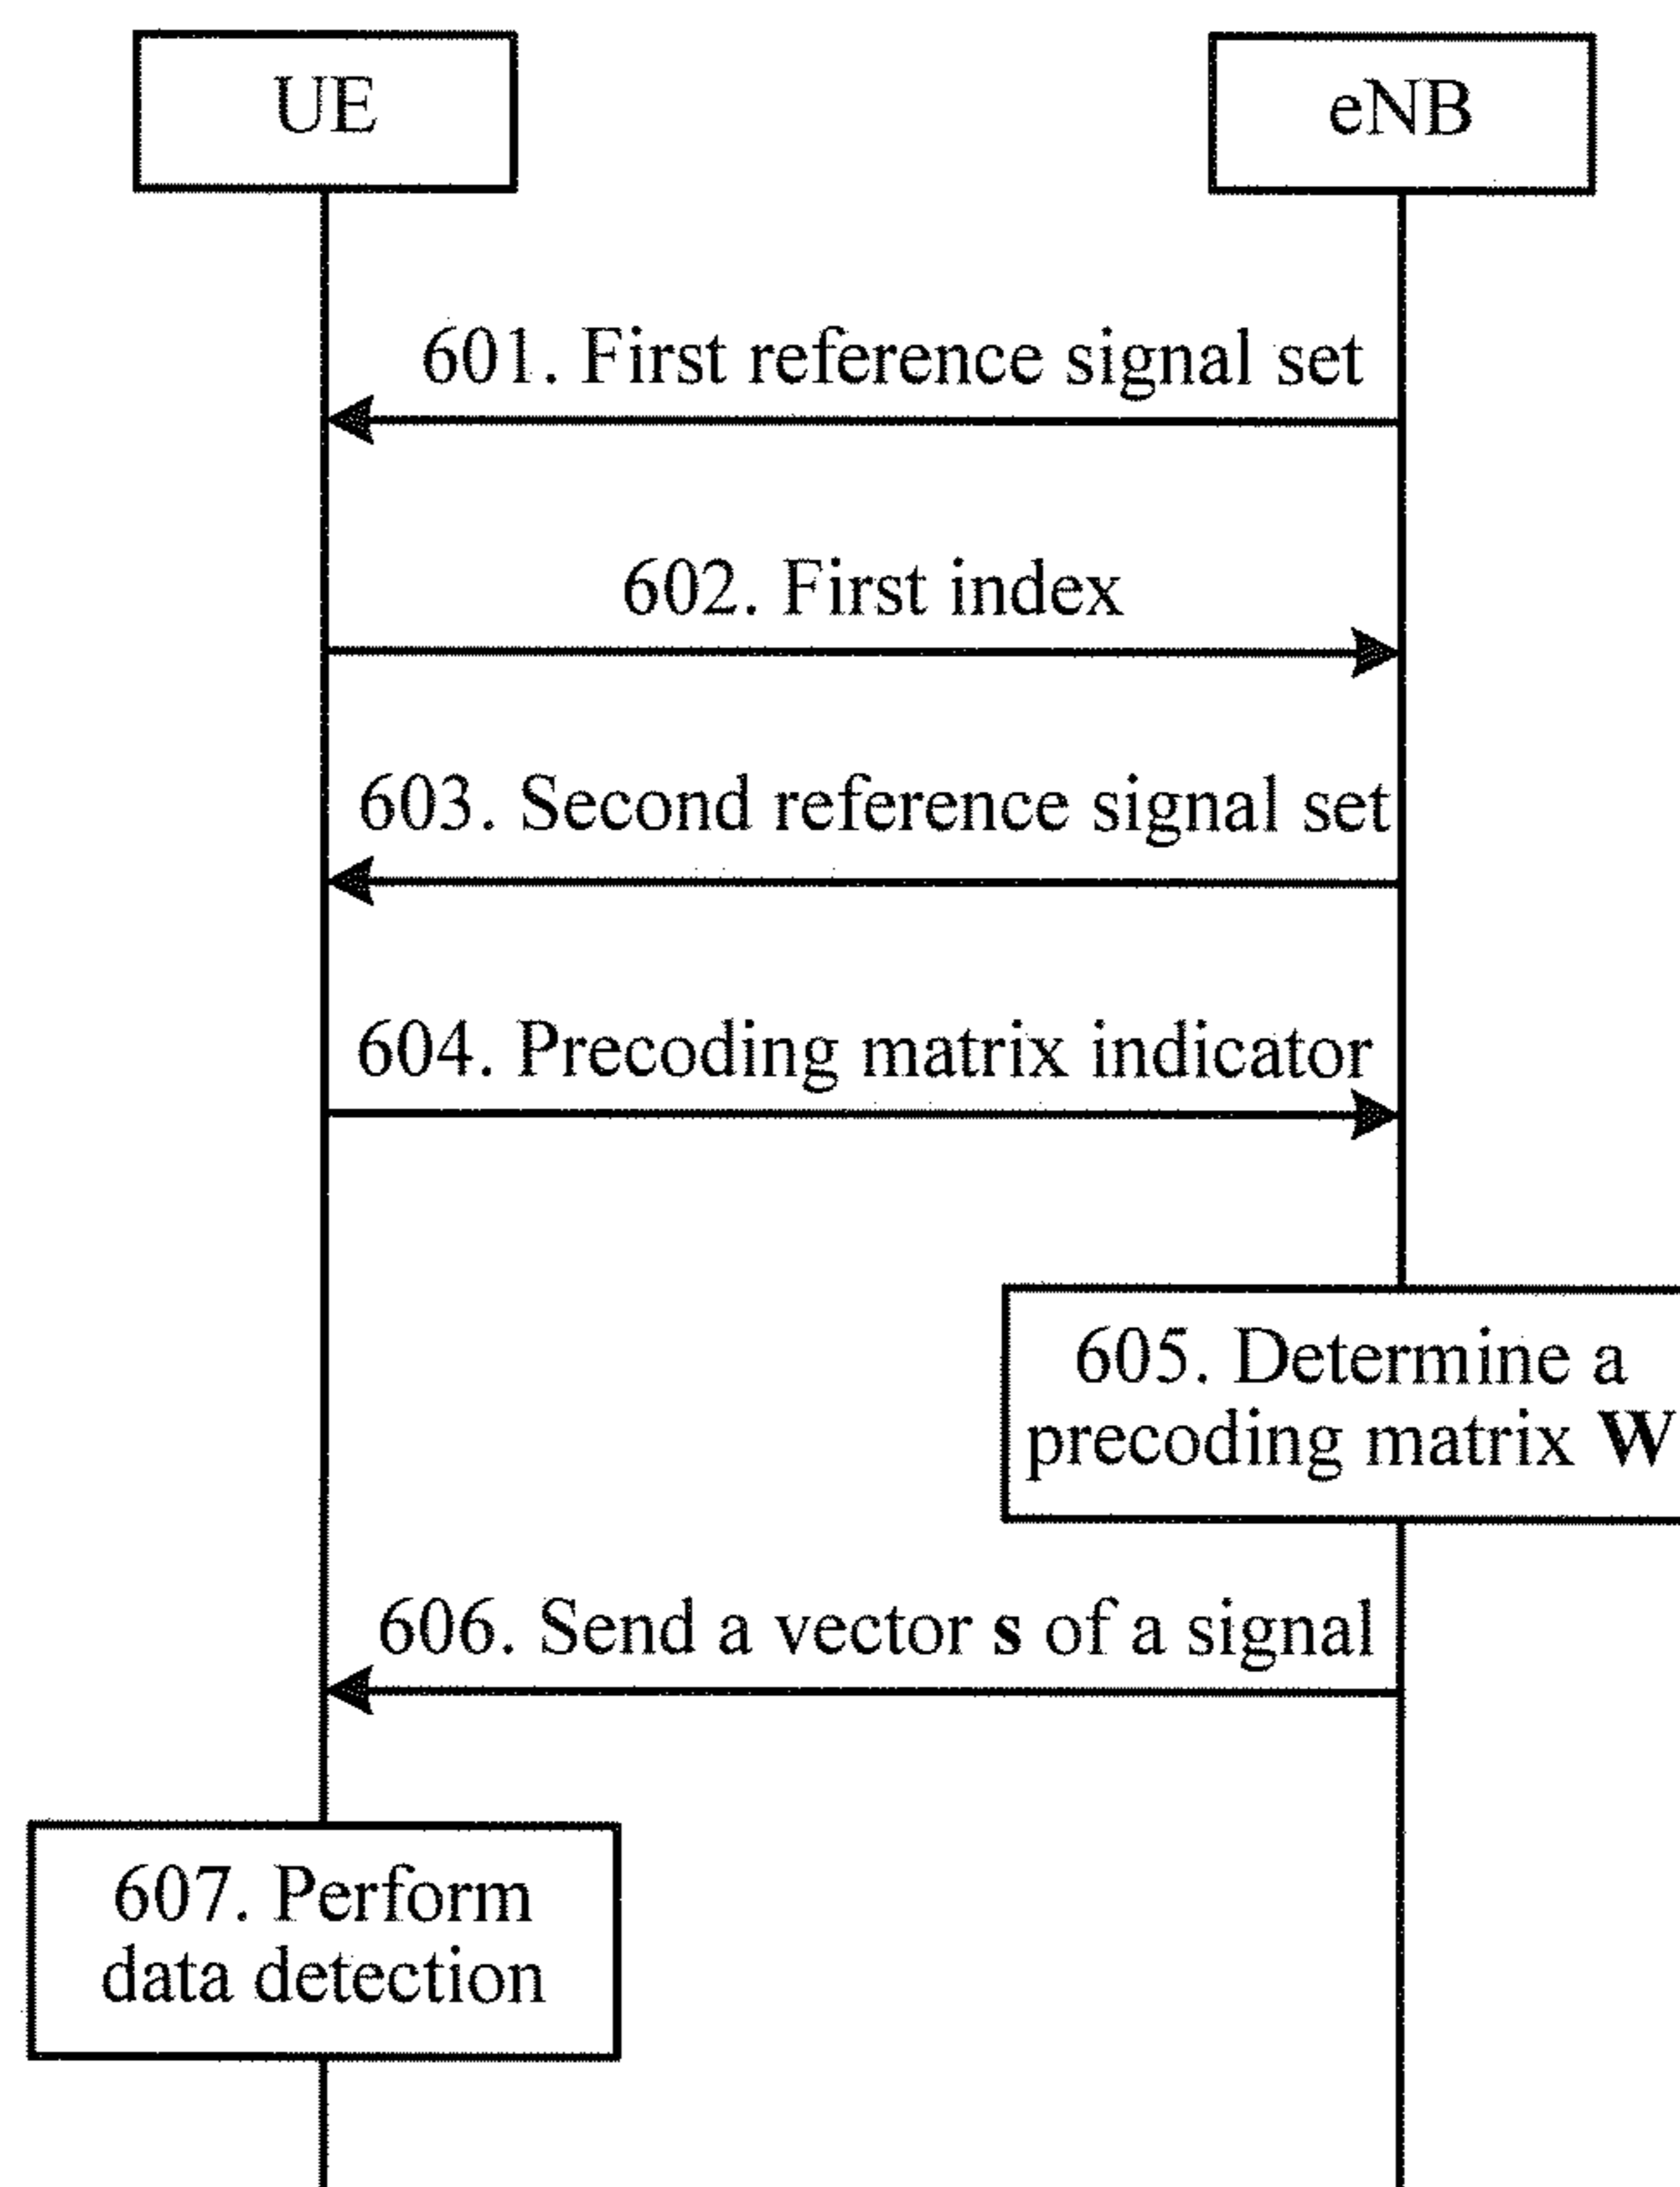 UE
eNB
601. First reference signal set
602. First index
603. Second reference signal set
604. Precoding matrix indicator
605. Determine a
precoding matrix W
606. Send a vector s of a signal
607. Perform
data detection